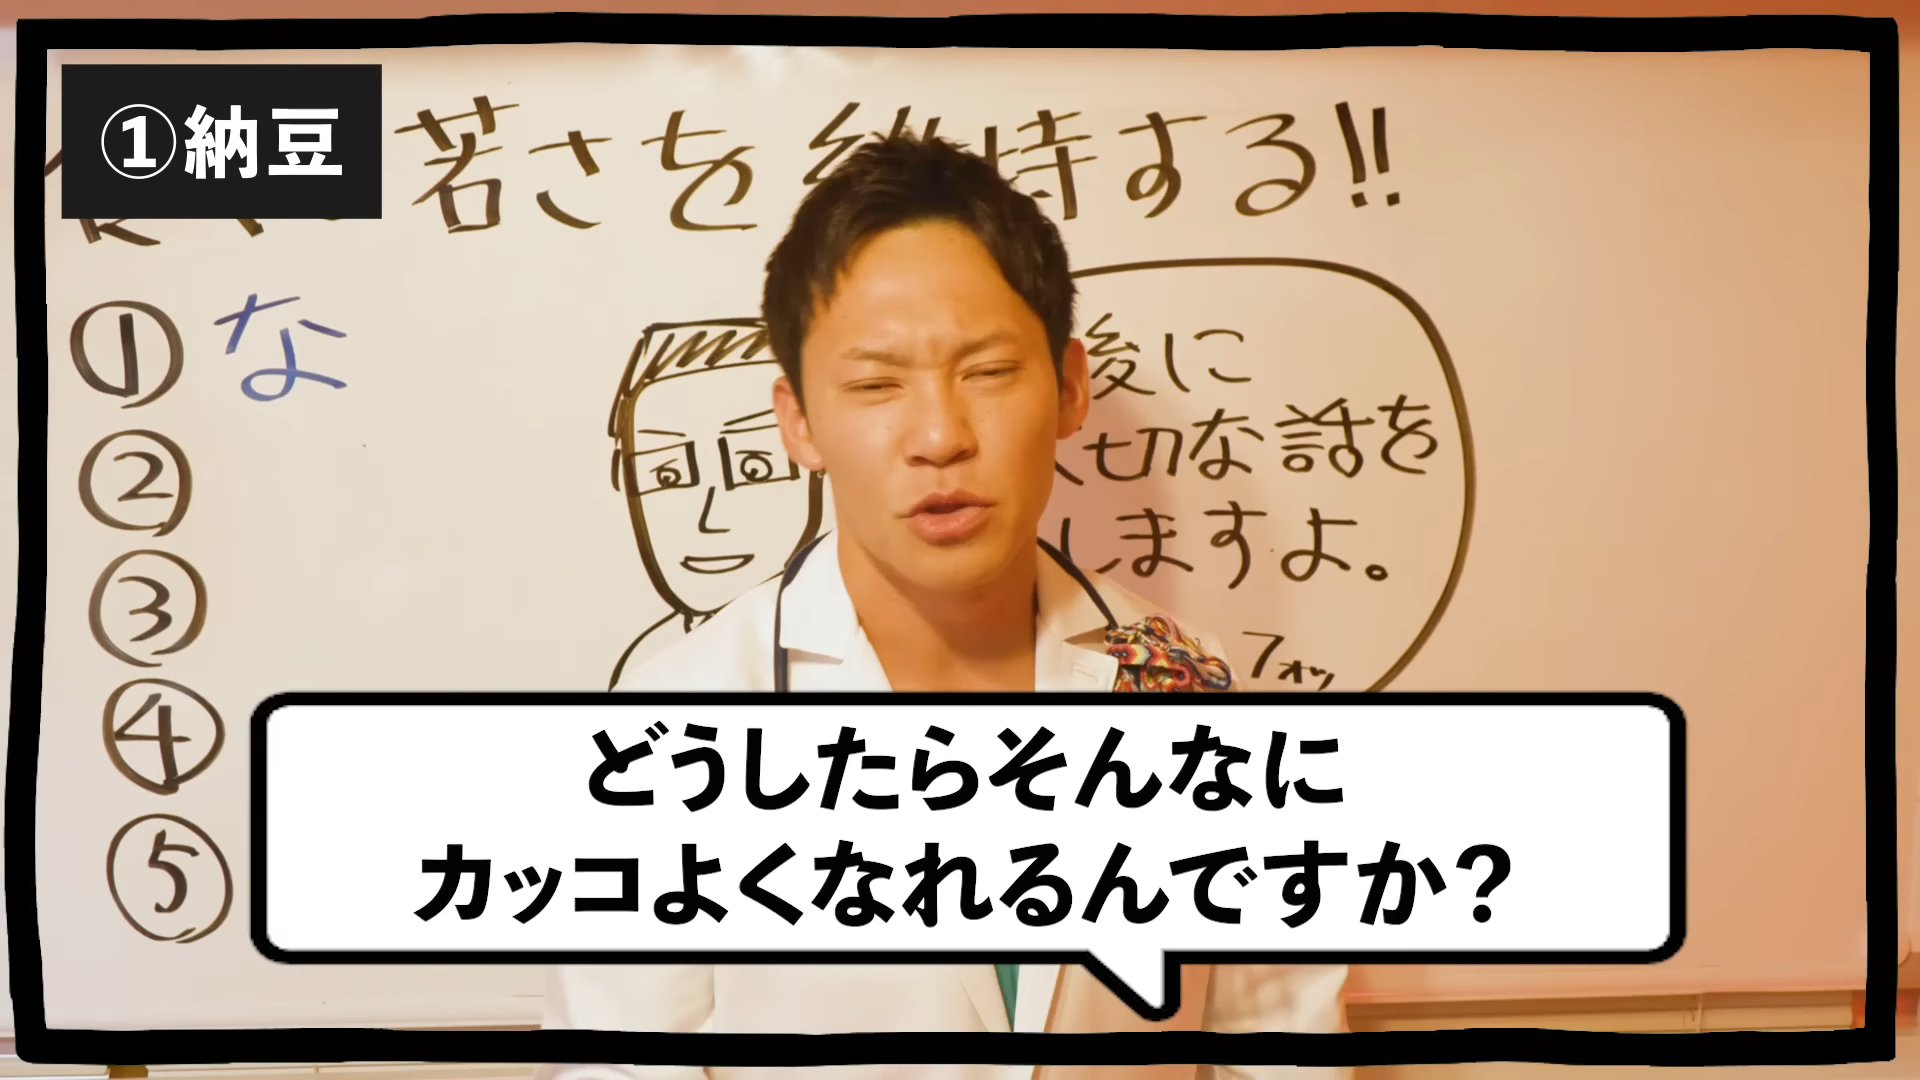 ①納豆
若さを維持する!!
① な
②
③
④
⑤
後に
切な話を
しますよ。
フォッ
どうしたらそんなに
カッコよくなれるんですか？